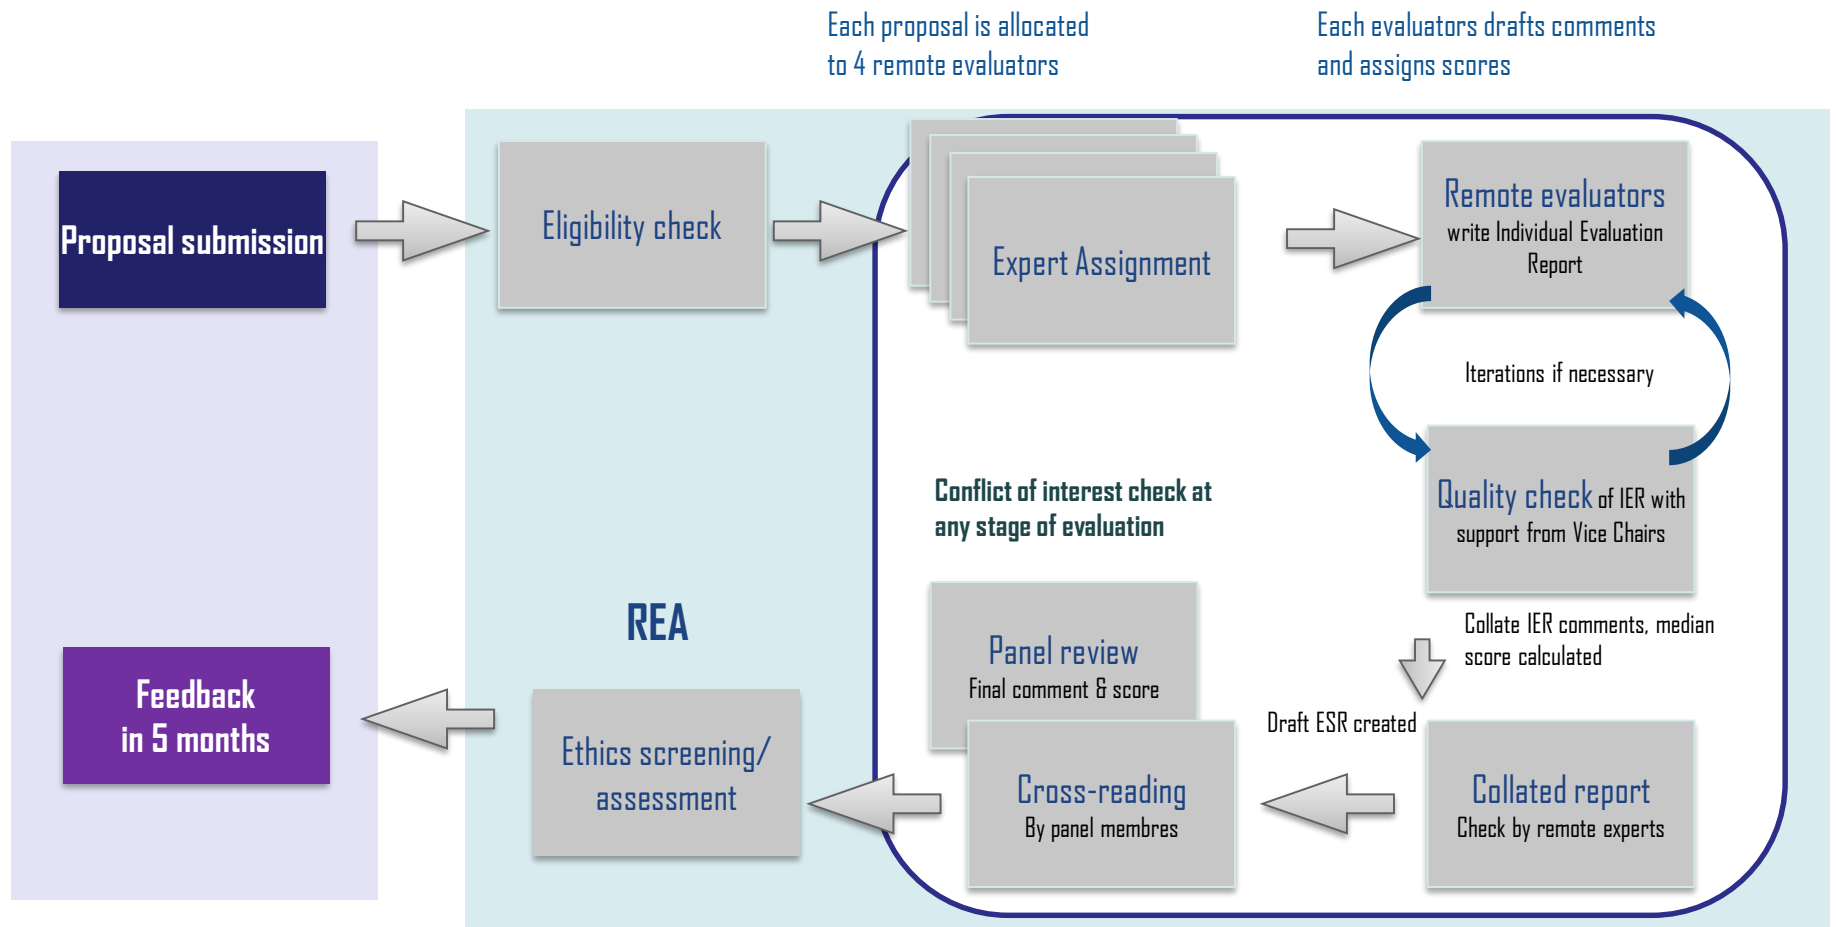 Each proposal is allocated
to 4 remote evaluators
Each evaluators drafts comments
and assigns scores
Proposal submission
Eligibility check
Expert Assignment
Remote evaluators
write Individual Evaluation
Report
Iterations if necessary
Quality check of IER with
support from Vice Chairs
Conflict of interest check at
any stage of evaluation
Collate IER comments, median
score calculated
REA
Panel review
Final comment & score
Draft ESR created
Collated report
Check by remote experts
Cross-reading
By panel membres
Ethics screening/
assessment
Feedback
in 5 months